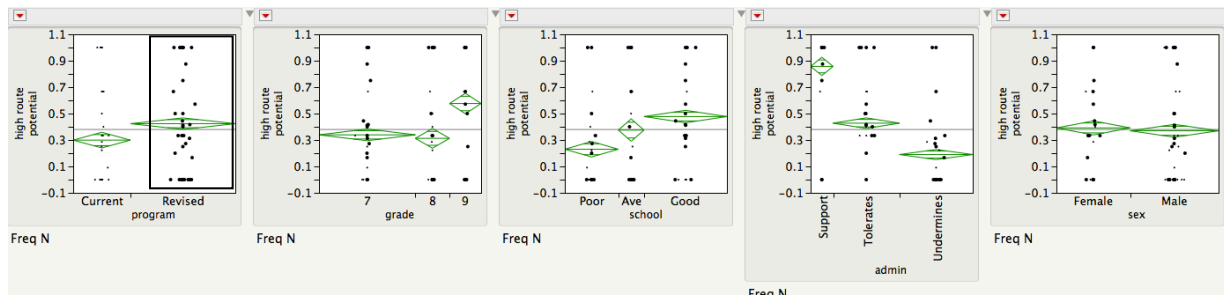 high route potential
1.1
0.9
0.7
0.5
0.3
0.1
-0.1
Current Revised
program
Freq N
high route potential
1.1
0.9
0.7
0.5
0.3
0.1
-0.1
7 8 9
grade
Freq N
high route potential
1.1
0.9
0.7
0.5
0.3
0.1
-0.1
Poor Ave Good
school
Freq N
high route potential
1.1
0.9
0.7
0.5
0.3
0.1
-0.1
Support Tolerates Undermines
admin
Freq N
high route potential
1.1
0.9
0.7
0.5
0.3
0.1
-0.1
Female Male
sex
Freq N